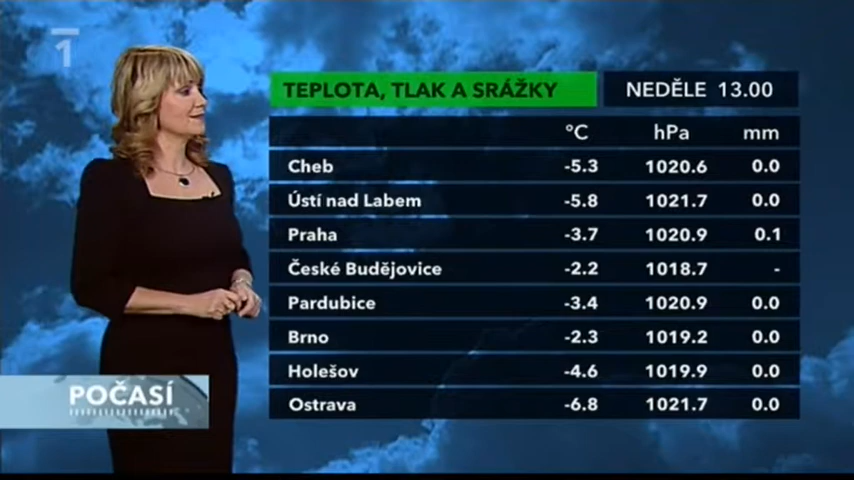 1
TEPLOTA, TLAK A SRÁŽKY NEDĚLE 13.00
°C hPa mm
Cheb -5.3 1020.6 0.0
Ústí nad Labem -5.8 1021.7 0.0
Praha -3.7 1020.9 0.1
České Budějovice -2.2 1018.7 -
Pardubice -3.4 1020.9 0.0
Brno -2.3 1019.2 0.0
Holešov -4.6 1019.9 0.0
Ostrava -6.8 1021.7 0.0
POČASÍ